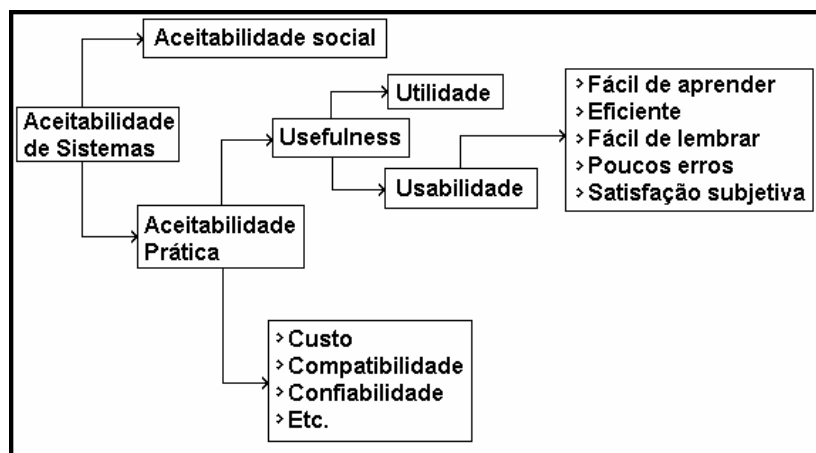 Aceitabilidade social
Aceitabilidade
de Sistemas
Utilidade
Usefulness
Usabilidade
> Fácil de aprender
> Eficiente
> Fácil de lembrar
> Poucos erros
> Satisfação subjetiva
Aceitabilidade
Prática
> Custo
> Compatibilidade
> Confiabilidade
> Etc.